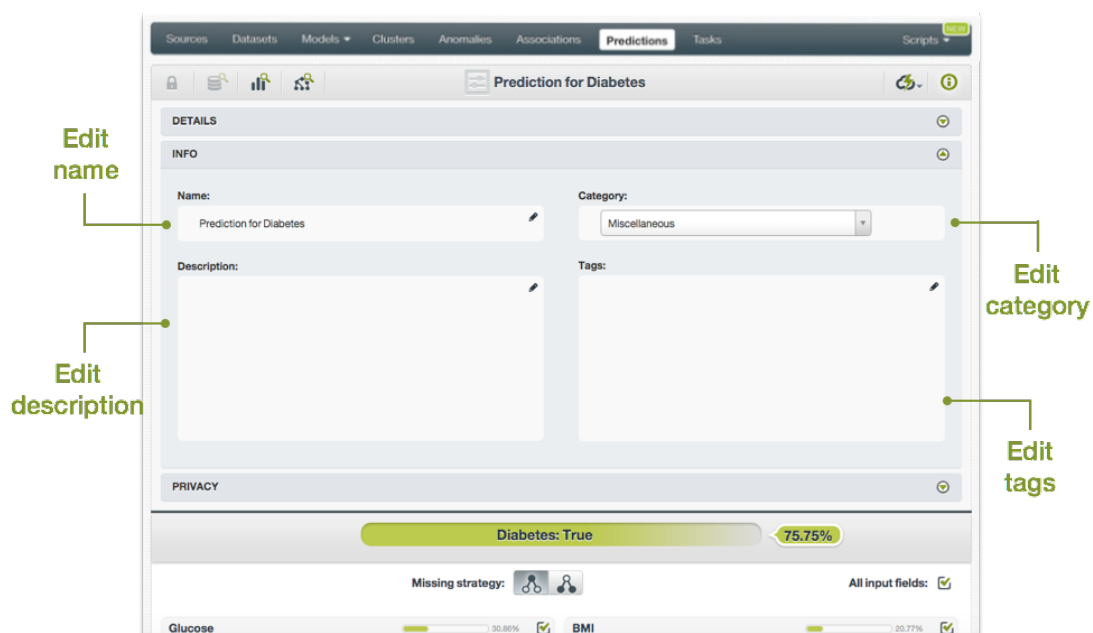 Sources Datasets Models Clusters Anomalies Associations Predictions Tasks Scripts NEW
Prediction for Diabetes
DETAILS
INFO
Edit
name
Name:
Prediction for Diabetes
Category:
Miscellaneous
Edit
category
Description:
Tags:
Edit
description
Edit
tags
PRIVACY
Diabetes: True 75.75%
Missing strategy: All input fields:
Glucose 30.86% BMI 20.77%